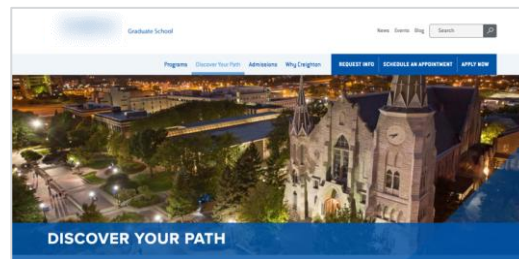 Graduate School
News Events Blog Search
Programs Discover Your Path Admissions Why Creighton REQUEST INFO SCHEDULE AN APPOINTMENT APPLY NOW
DISCOVER YOUR PATH